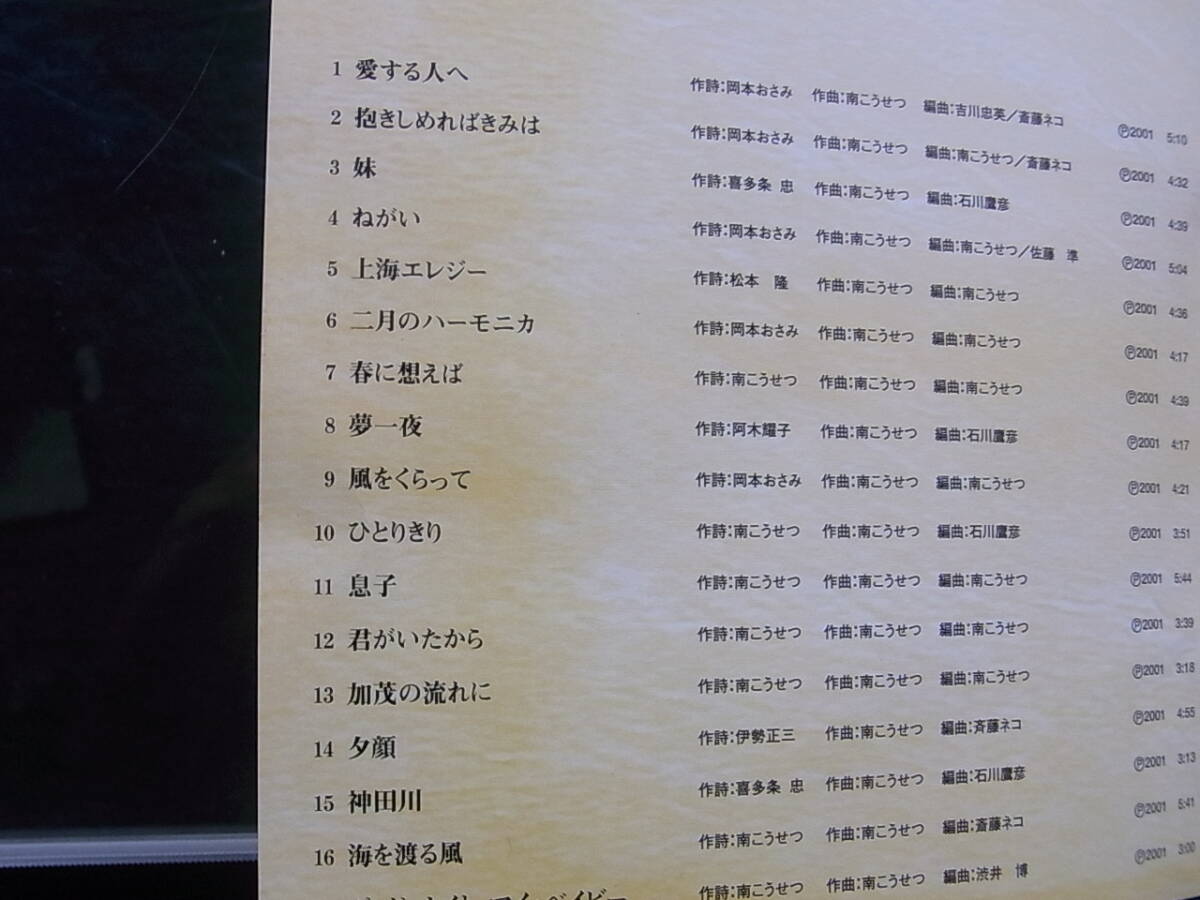 1 愛する人へ 作詩:岡本おさみ 作曲:南こうせつ 編曲:吉川忠英/斎藤ネコ ℗2001 5:10
2 抱きしめればきみは 作詩:岡本おさみ 作曲:南こうせつ 編曲:南こうせつ/斎藤ネコ ℗2001 4:32
3 妹 作詩:喜多条 忠 作曲:南こうせつ 編曲:石川鷹彦 ℗2001 4:39
4 ねがい 作詩:岡本おさみ 作曲:南こうせつ 編曲:南こうせつ/佐藤 準 ℗2001 5:04
5 上海エレジー 作詩:松本 隆 作曲:南こうせつ 編曲:南こうせつ ℗2001 4:36
6 二月のハーモニカ 作詩:岡本おさみ 作曲:南こうせつ 編曲:南こうせつ ℗2001 4:17
7 春に想えば 作詩:南こうせつ 作曲:南こうせつ 編曲:南こうせつ ℗2001 4:39
8 夢一夜 作詩:阿木耀子 作曲:南こうせつ 編曲:石川鷹彦 ℗2001 4:17
9 風をくらって 作詩:岡本おさみ 作曲:南こうせつ 編曲:南こうせつ ℗2001 4:21
10 ひとりきり 作詩:南こうせつ 作曲:南こうせつ 編曲:石川鷹彦 ℗2001 3:51
11 息子 作詩:南こうせつ 作曲:南こうせつ 編曲:南こうせつ ℗2001 5:44
12 君がいたから 作詩:南こうせつ 作曲:南こうせつ 編曲:南こうせつ ℗2001 3:39
13 加茂の流れに 作詩:南こうせつ 作曲:南こうせつ 編曲:南こうせつ ℗2001 3:18
14 夕顔 作詩:伊勢正三 作曲:南こうせつ 編曲:斉藤ネコ ℗2001 4:55
15 神田川 作詩:喜多条 忠 作曲:南こうせつ 編曲:石川鷹彦 ℗2001 3:13
16 海を渡る風 作詩:南こうせつ 作曲:南こうせつ 編曲:斎藤ネコ ℗2001 5:41
作詩:南こうせつ 作曲:南こうせつ 編曲:渋井 博 ℗2001 3:00